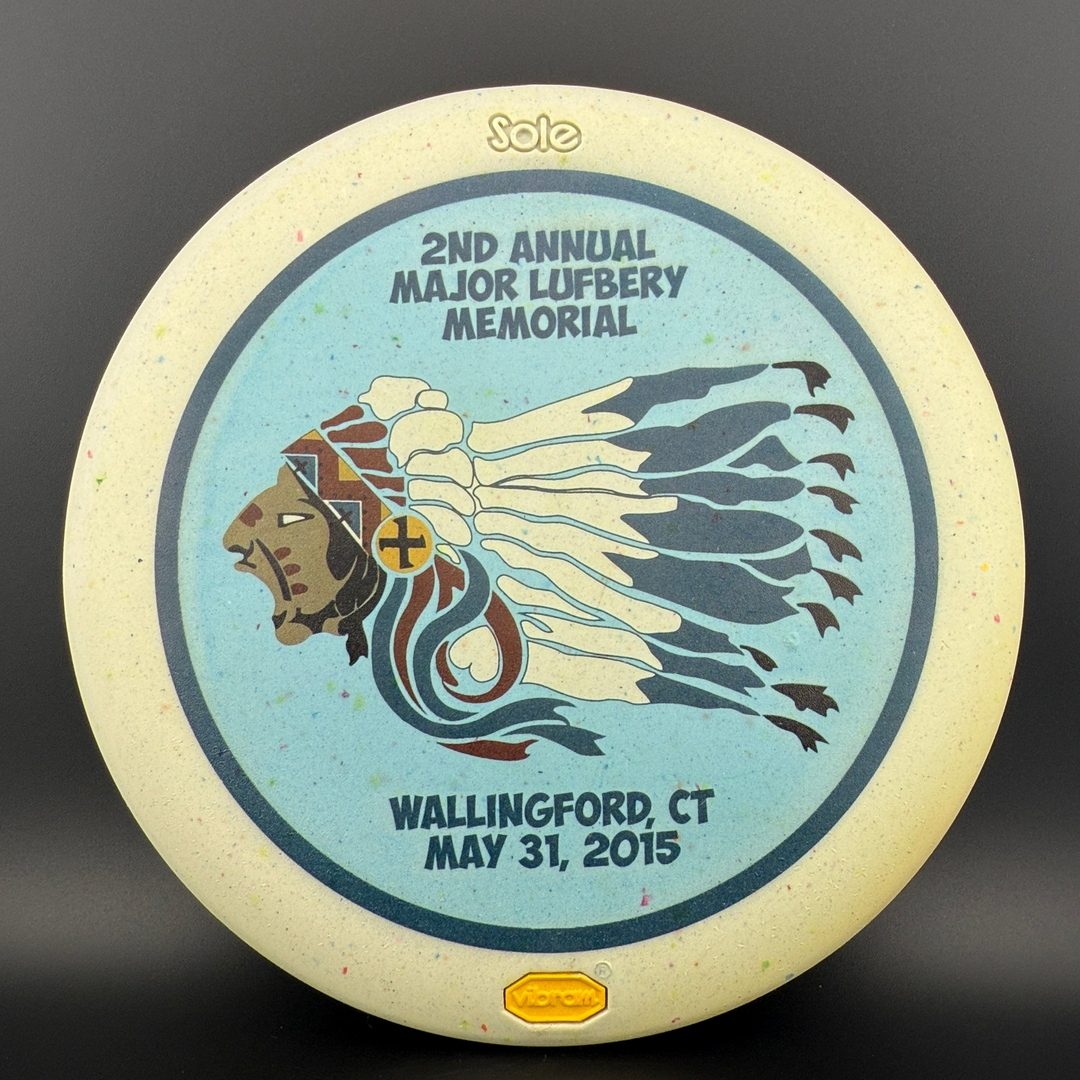 Sole
2ND ANNUAL
MAJOR LUFBERY
MEMORIAL
WALLINGFORD, CT
MAY 31, 2015
vibram®